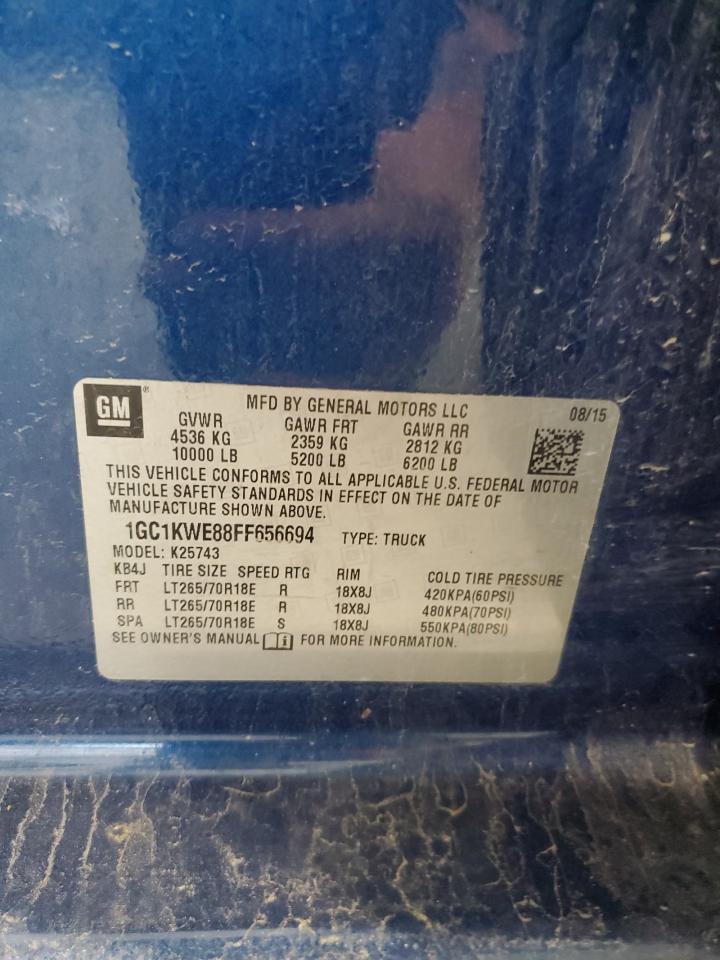 GM®
MFD BY GENERAL MOTORS LLC 08/15
GVWR GAWR FRT GAWR RR
4536 KG 2359 KG 2812 KG
10000 LB 5200 LB 6200 LB
THIS VEHICLE CONFORMS TO ALL APPLICABLE U.S. FEDERAL MOTOR
VEHICLE SAFETY STANDARDS IN EFFECT ON THE DATE OF
MANUFACTURE SHOWN ABOVE.
1GC1KWE88FF656694 TYPE: TRUCK
MODEL: K25743
KB4J TIRE SIZE SPEED RTG RIM COLD TIRE PRESSURE
FRT LT265/70R18E R 18X8J 420KPA(60PSI)
RR LT265/70R18E R 18X8J 480KPA(70PSI)
SPA LT265/70R18E S 18X8J 550KPA(80PSI)
SEE OWNER'S MANUAL i FOR MORE INFORMATION.